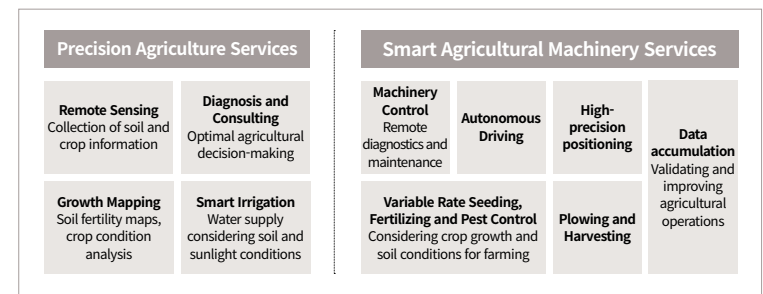 Precision Agriculture Services
Remote Sensing
Collection of soil and
crop information
Diagnosis and
Consulting
Optimal agricultural
decision-making
Growth Mapping
Soil fertility maps,
crop condition
analysis
Smart Irrigation
Water supply
considering soil and
sunlight conditions
Smart Agricultural Machinery Services
Machinery
Control
Remote
diagnostics and
maintenance
Autonomous
Driving
High-
precision
positioning
Data
accumulation
Validating and
improving
agricultural
operations
Variable Rate Seeding,
Fertilizing and Pest Control
Considering crop growth and
soil conditions for farming
Plowing and
Harvesting